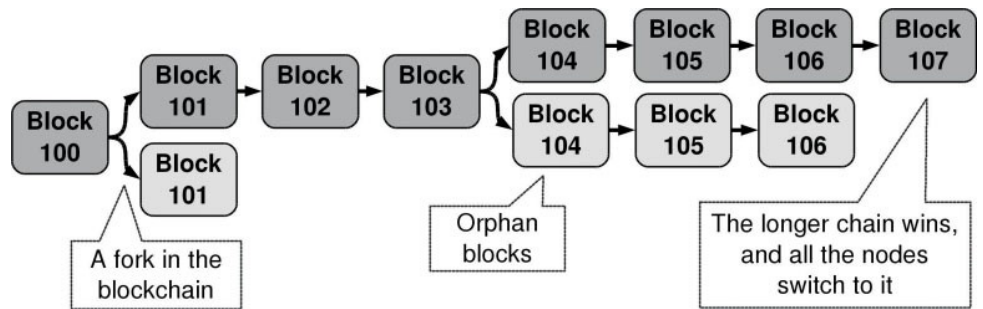 Block
104
Block
105
Block
106
Block
107
Block
101
Block
102
Block
103
Block
100
Block
104
Block
105
Block
106
Block
101
A fork in the
blockchain
Orphan
blocks
The longer chain wins,
and all the nodes
switch to it